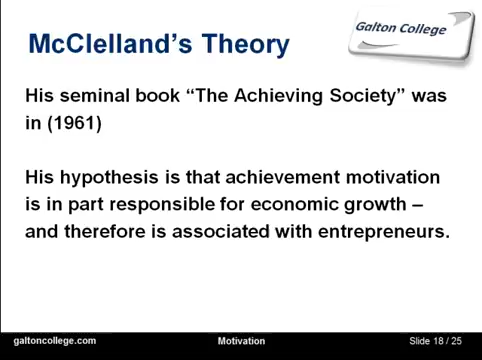 McClelland's Theory
Galton College
His seminal book “The Achieving Society” was
in (1961)
His hypothesis is that achievement motivation
is in part responsible for economic growth –
and therefore is associated with entrepreneurs.
galtoncollege.com
Motivation
Slide 18 / 25